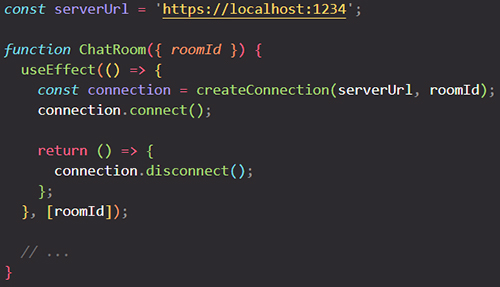 const serverUrl = 'https://localhost:1234';

function ChatRoom({ roomId }) {
  useEffect(() => {
    const connection = createConnection(serverUrl, roomId);
    connection.connect();

    return () => {
      connection.disconnect();
    };
  }, [roomId]);

  // ...
}